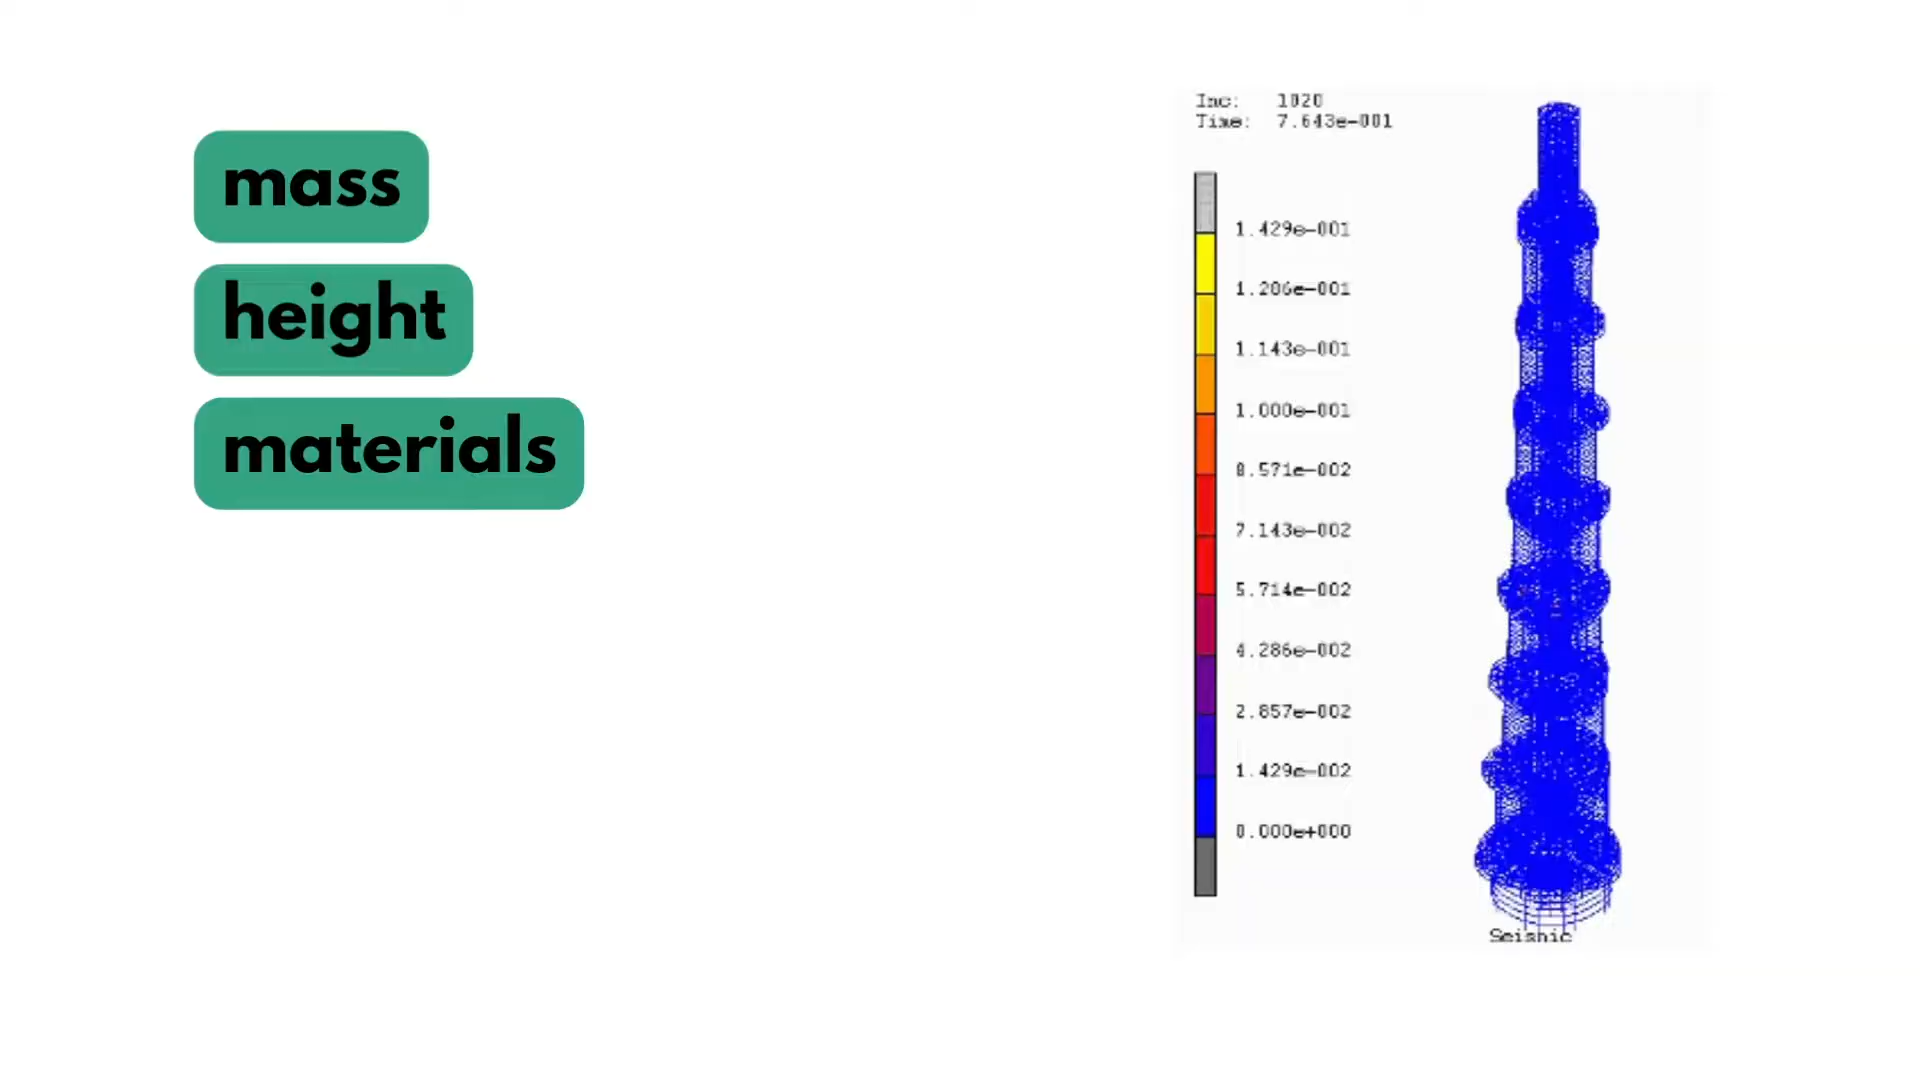 mass
height
materials
Inc: 1020
Time: 7.643e-001
1.429e-001
1.286e-001
1.143e-001
1.000e-001
8.571e-002
7.143e-002
5.714e-002
4.286e-002
2.857e-002
1.429e-002
0.000e+000
Seismic